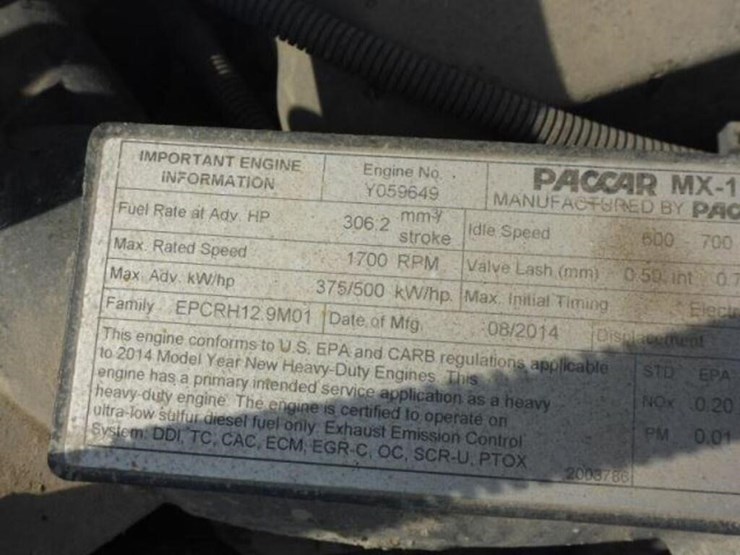 IMPORTANT ENGINE INFORMATION
Engine No. Y059649
PACCAR MX-1
MANUFACTURED BY PAC
Fuel Rate at Adv. HP 306.2 mm³/ stroke
Idle Speed 600 700
Max. Rated Speed 1700 RPM
Valve Lash (mm) 0.50. int 0.7
Max. Adv. kW/hp 375/500 kW/hp.
Max. Initial Timing Elect
Family EPCRH12.9M01
Date of Mfg. 08/2014
Displacement
This engine conforms to U.S. EPA and CARB regulations applicable
to 2014 Model Year New Heavy-Duty Engines. This
engine has a primary intended service application as a heavy
heavy-duty engine. The engine is certified to operate on
ultra-low sulfur diesel fuel only. Exhaust Emission Control
System: DDI, TC, CAC, ECM, EGR-C, OC, SCR-U, PTOX
STD EPA
NOx 0.20
PM 0.01
2003786